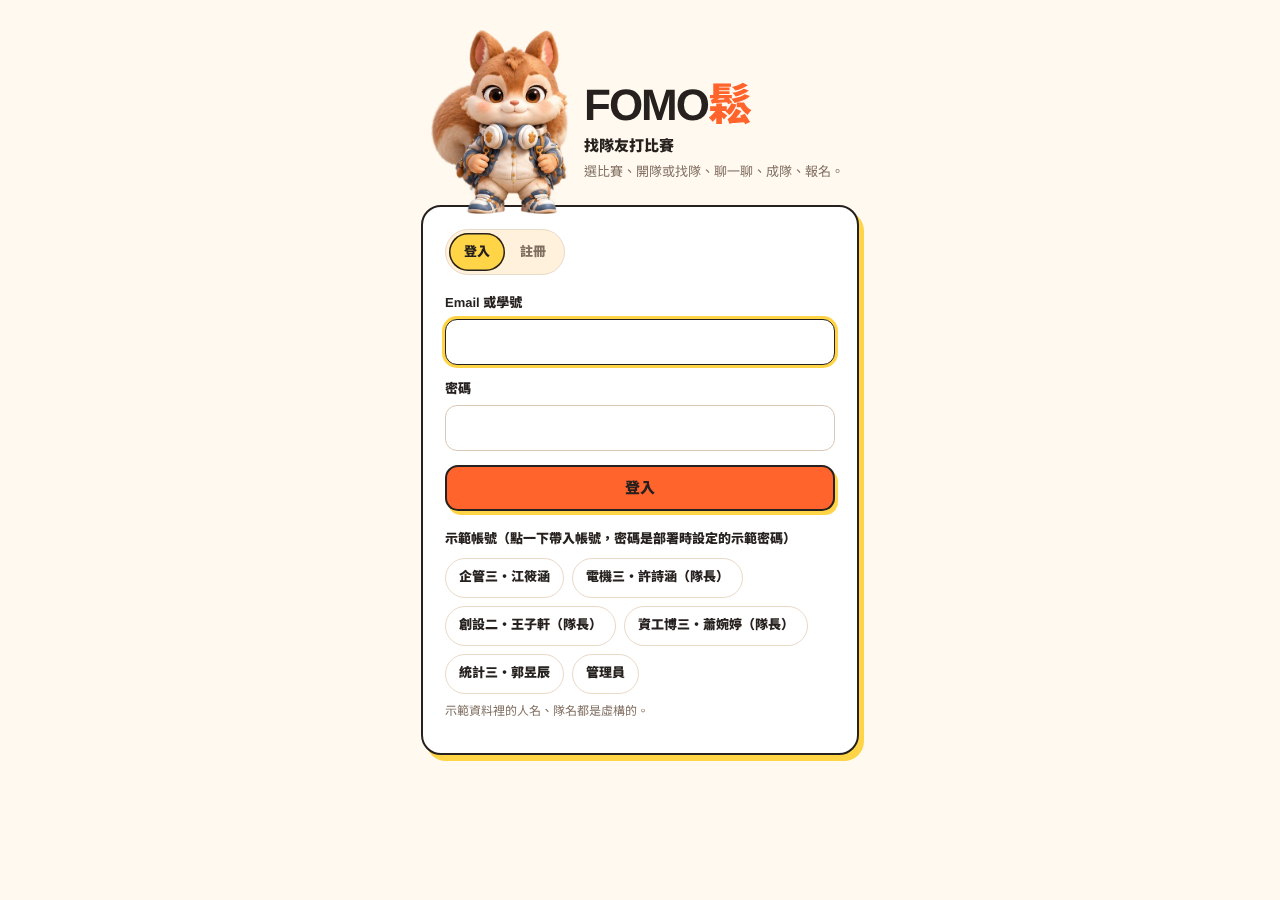 FOMO鬆
找隊友打比賽
選比賽、開隊或找隊、聊一聊、成隊、報名。
登入 註冊
Email 或學號
密碼
登入
示範帳號（點一下帶入帳號，密碼是部署時設定的示範密碼）
企管三・江筱涵 電機三・許詩涵（隊長）
創設二・王子軒（隊長） 資工博三・蕭婉婷（隊長）
統計三・郭昱辰 管理員
示範資料裡的人名、隊名都是虛構的。